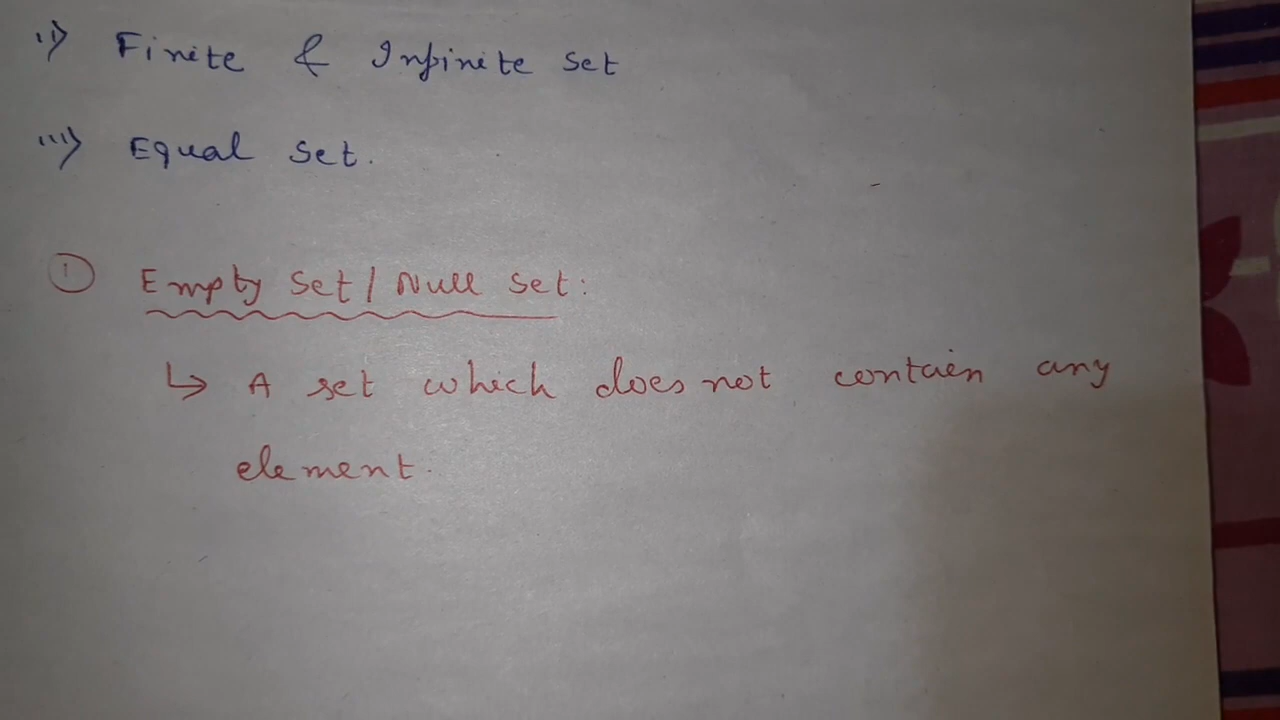 ii) Finite & Infinite set
iii) Equal set.
① Empty set / Null set:
↳ A set which does not contain any
element.